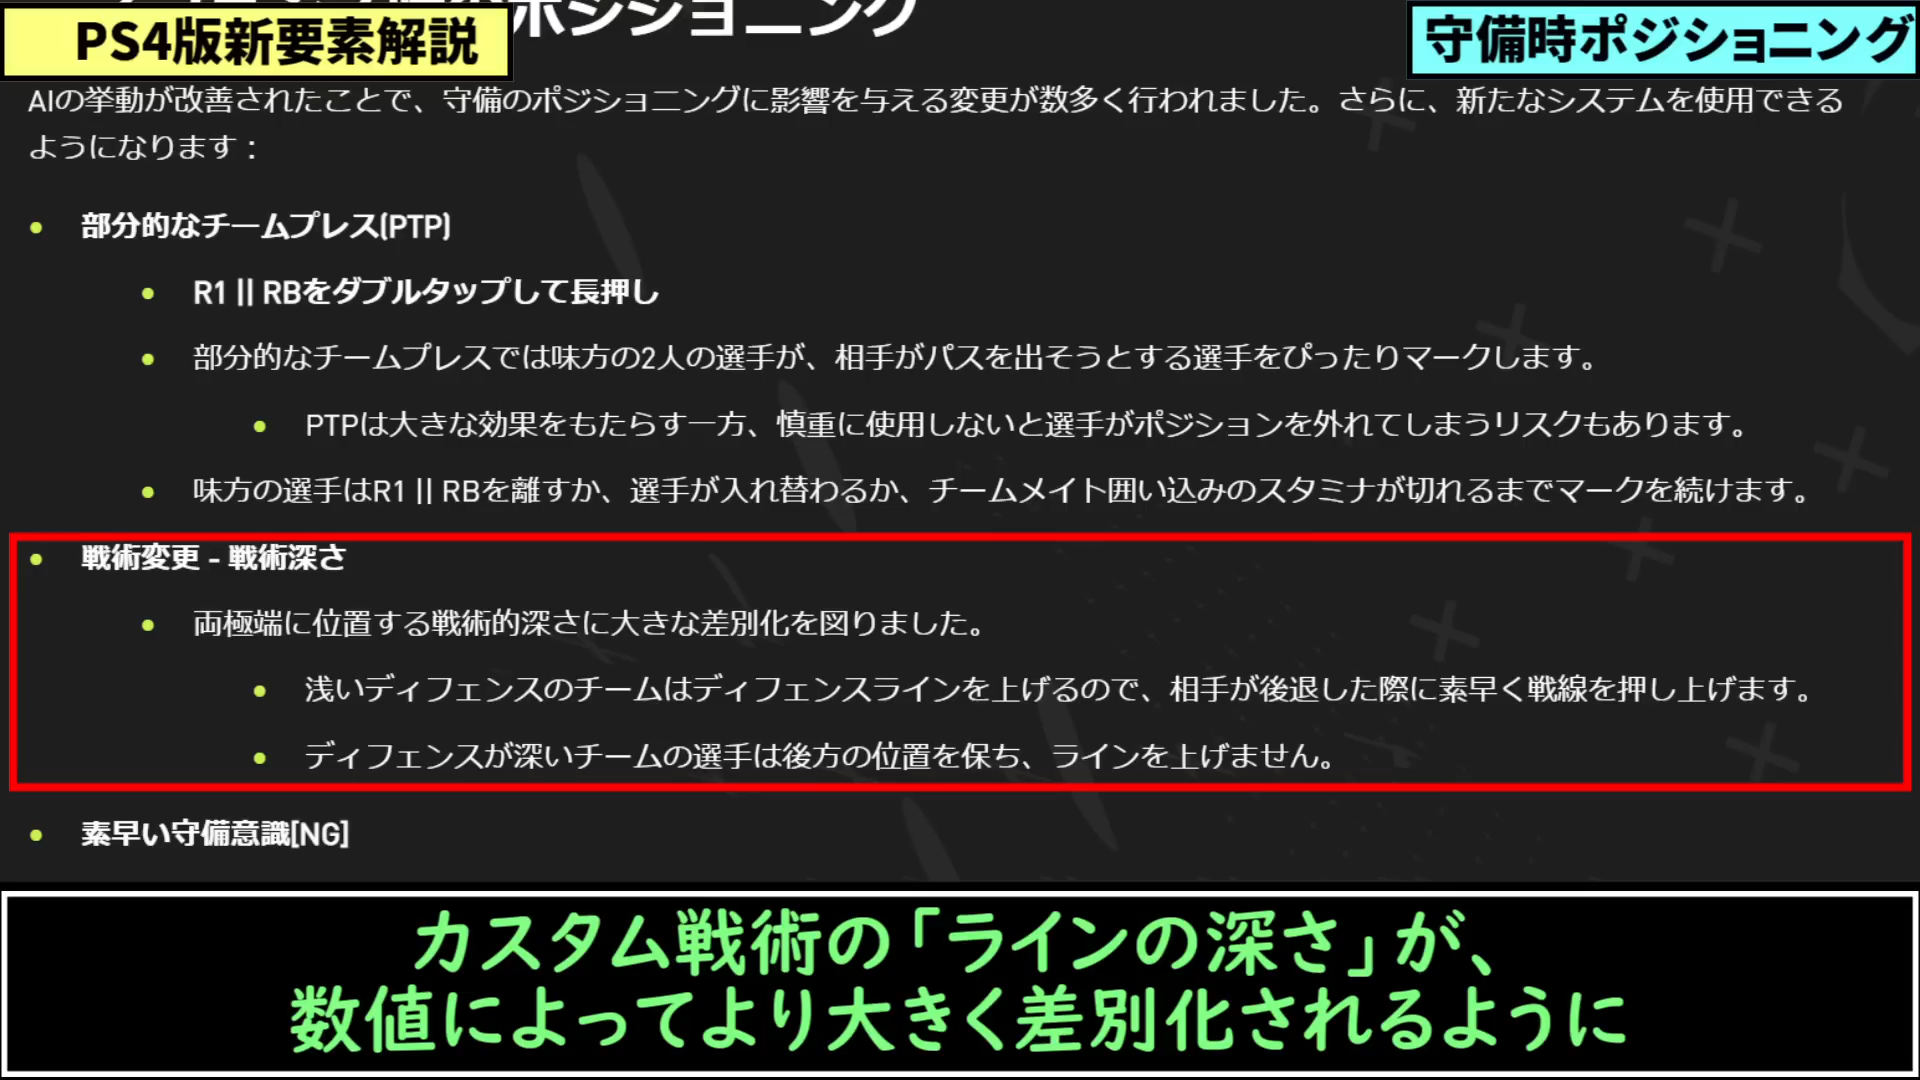 PS4版新要素解説
ポジショニング
守備時ポジショニング
AIの挙動が改善されたことで、守備のポジショニングに影響を与える変更が数多く行われました。さらに、新たなシステムを使用できる
ようになります：
部分的なチームプレス(PTP)
R1 || RBをダブルタップして長押し
部分的なチームプレスでは味方の2人の選手が、相手がパスを出そうとする選手をぴったりマークします。
PTPは大きな効果をもたらす一方、慎重に使用しないと選手がポジションを外れてしまうリスクもあります。
味方の選手はR1 || RBを離すか、選手が入れ替わるか、チームメイト囲い込みのスタミナが切れるまでマークを続けます。
戦術変更 - 戦術深さ
両極端に位置する戦術的深さに大きな差別化を図りました。
浅いディフェンスのチームはディフェンスラインを上げるので、相手が後退した際に素早く戦線を押し上げます。
ディフェンスが深いチームの選手は後方の位置を保ち、ラインを上げません。
素早い守備意識[NG]
カスタム戦術の「ラインの深さ」が、
数値によってより大きく差別化されるように